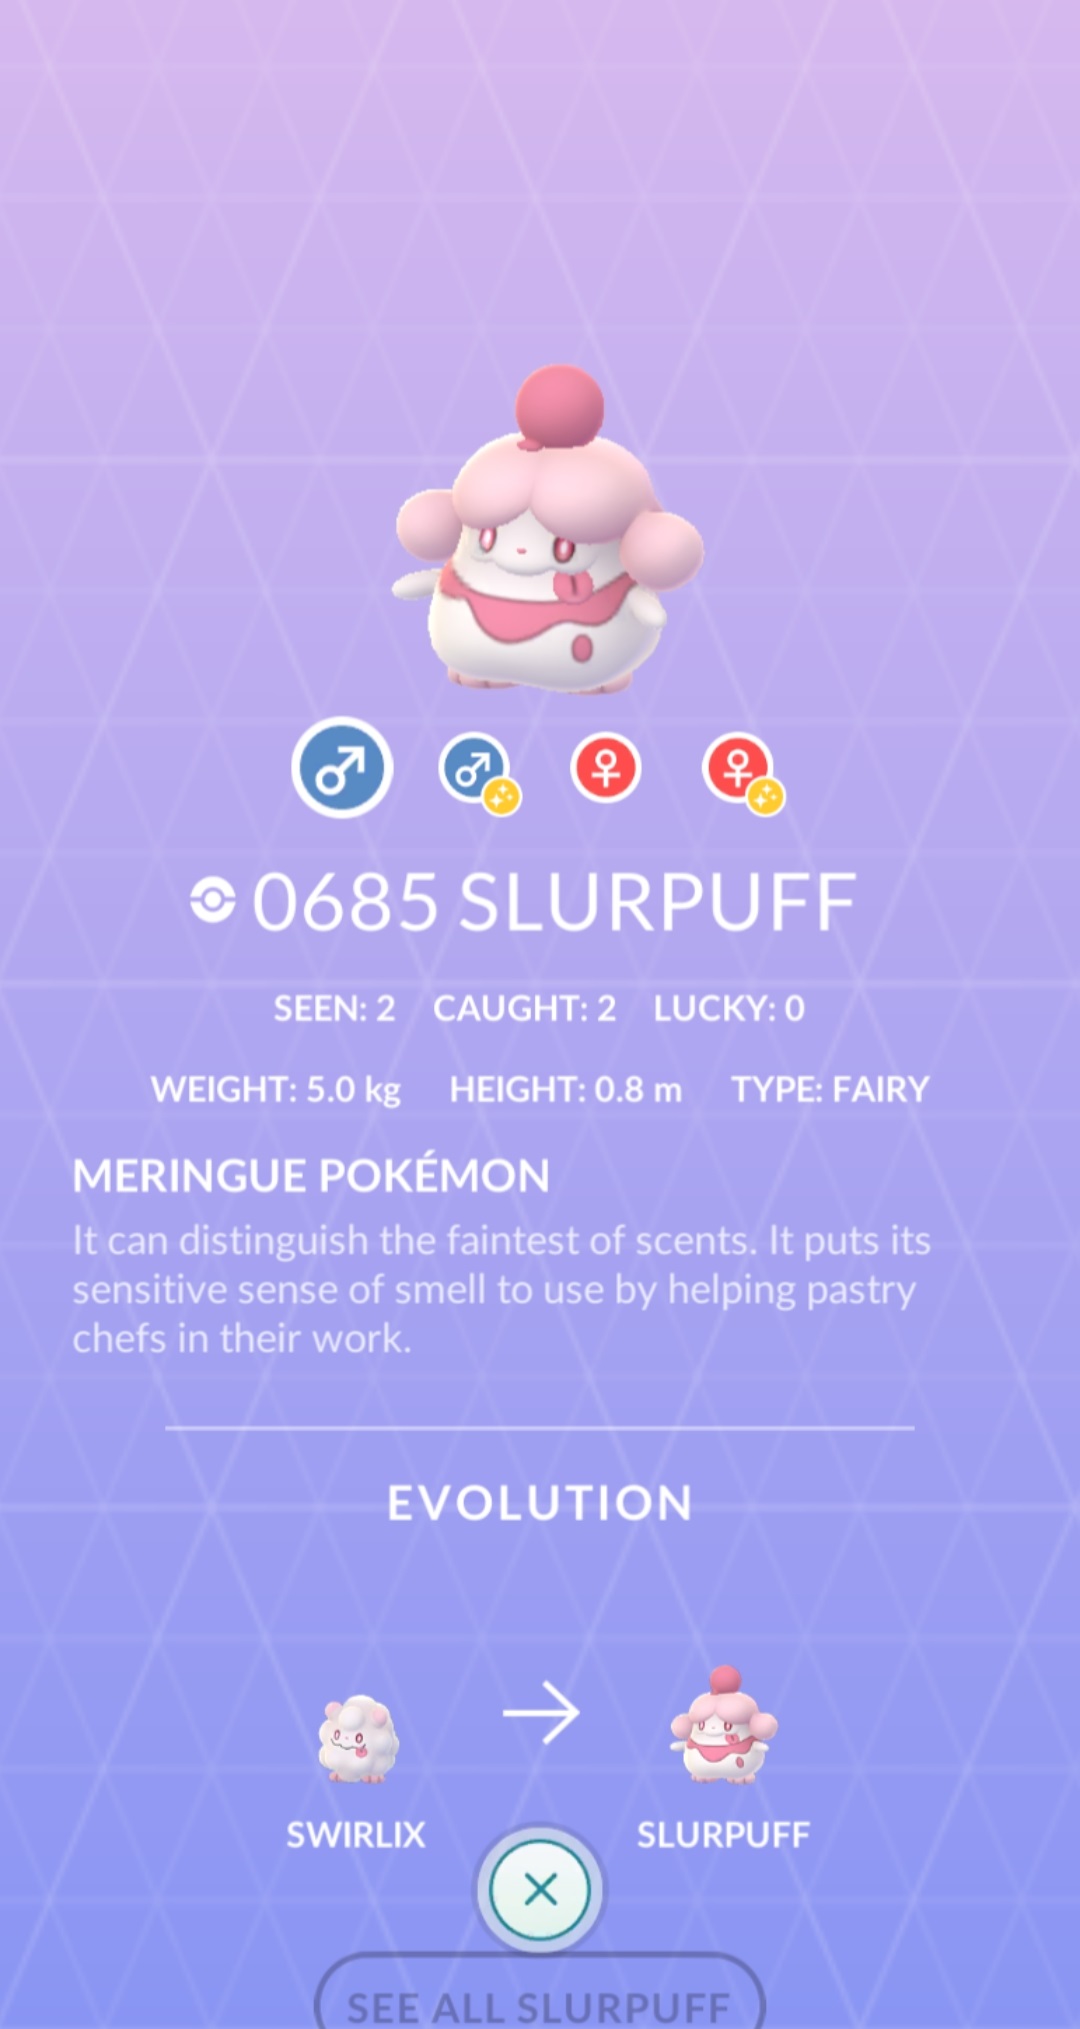 0685 SLURPUFF
SEEN: 2 CAUGHT: 2 LUCKY: 0
WEIGHT: 5.0 kg HEIGHT: 0.8 m TYPE: FAIRY
MERINGUE POKÉMON
It can distinguish the faintest of scents. It puts its
sensitive sense of smell to use by helping pastry
chefs in their work.
EVOLUTION
SWIRLIX SLURPUFF
SEE ALL SLURPUFF